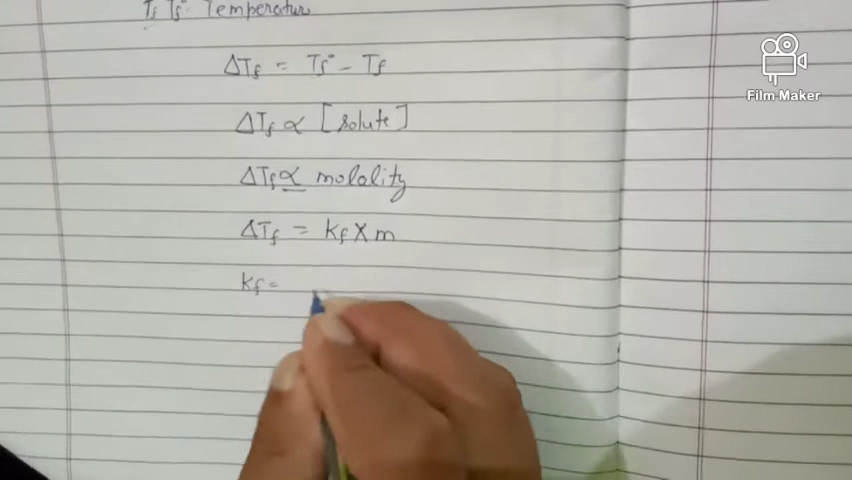 Tf Tf° Temperature
ΔTf = Tf° - Tf
ΔTf ∝ [solute]
ΔTf ∝ molality
ΔTf = kf X m
kf =
Film Maker